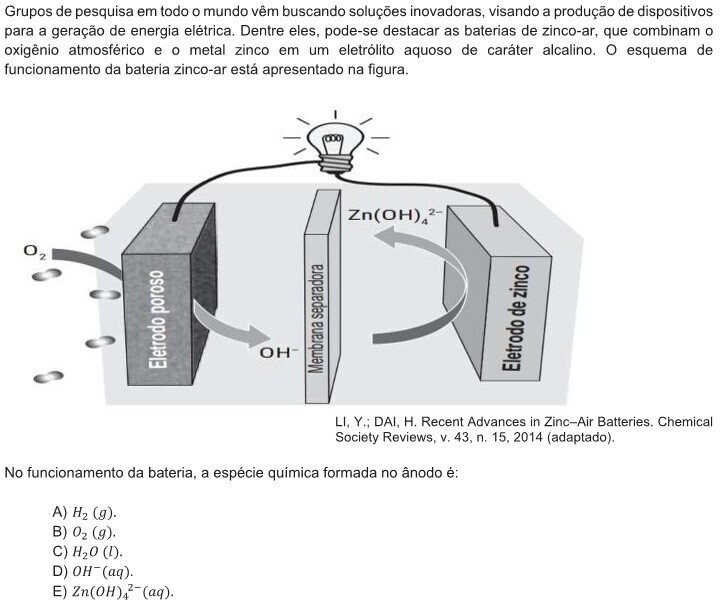 Grupos de pesquisa em todo o mundo vêm buscando soluções inovadoras, visando a produção de dispositivos
para a geração de energia elétrica. Dentre eles, pode-se destacar as baterias de zinco-ar, que combinam o
oxigênio atmosférico e o metal zinco em um eletrólito aquoso de caráter alcalino. O esquema de
funcionamento da bateria zinco-ar está apresentado na figura.
O₂
Eletrodo poroso
OH⁻
Membrana separadora
Zn(OH)₄²⁻
Eletrodo de zinco
LI, Y.; DAI, H. Recent Advances in Zinc–Air Batteries. Chemical
Society Reviews, v. 43, n. 15, 2014 (adaptado).
No funcionamento da bateria, a espécie química formada no ânodo é:
A) H₂ (g).
B) O₂ (g).
C) H₂O (l).
D) OH⁻(aq).
E) Zn(OH)₄²⁻(aq).